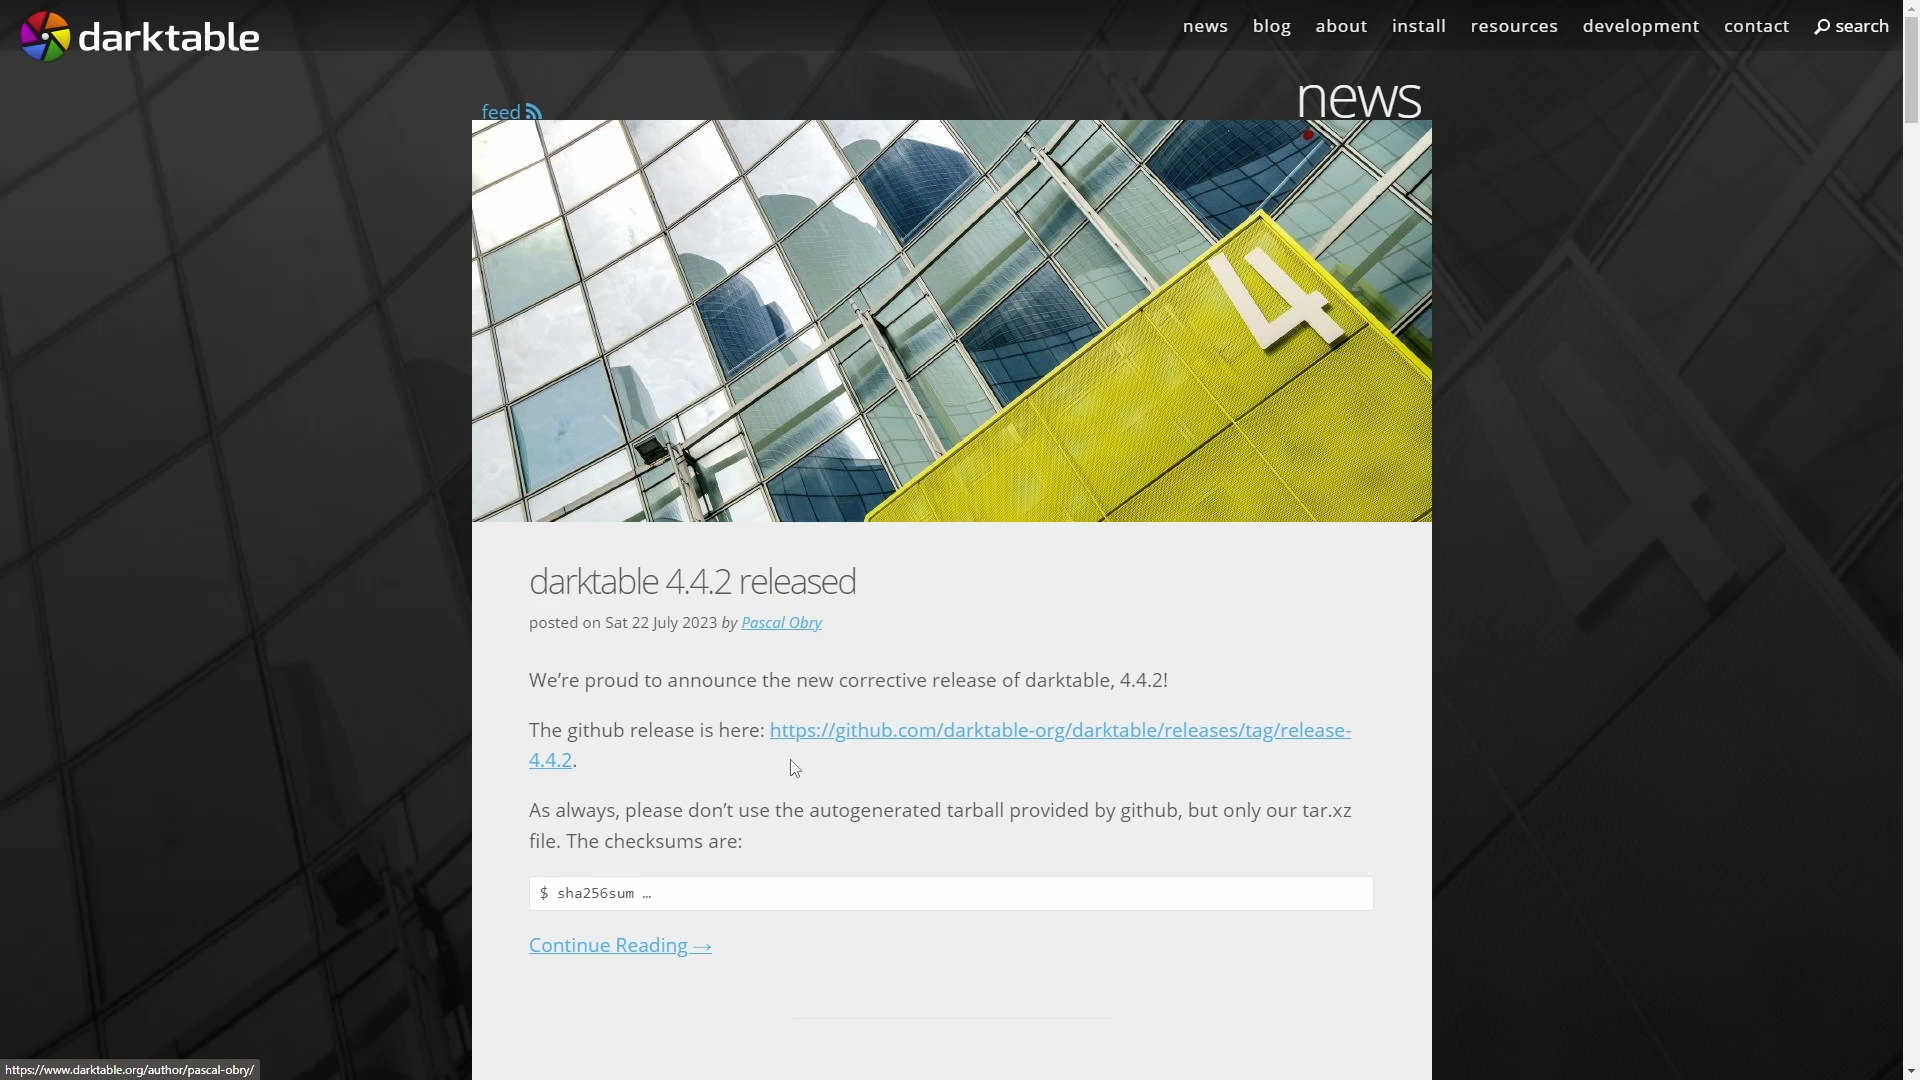 darktable
news blog about install resources development contact search
feed
news
4
darktable 4.4.2 released
posted on Sat 22 July 2023 by Pascal Obry
We’re proud to announce the new corrective release of darktable, 4.4.2!
The github release is here: https://github.com/darktable-org/darktable/releases/tag/release-
4.4.2.
As always, please don’t use the autogenerated tarball provided by github, but only our tar.xz
file. The checksums are:
$ sha256sum …
Continue Reading →
https://www.darktable.org/author/pascal-obry/